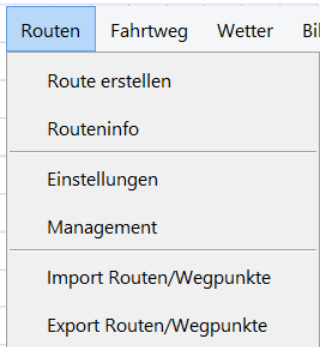 Routen Fahrtweg Wetter
Route erstellen
Routeninfo
Einstellungen
Management
Import Routen/Wegpunkte
Export Routen/Wegpunkte